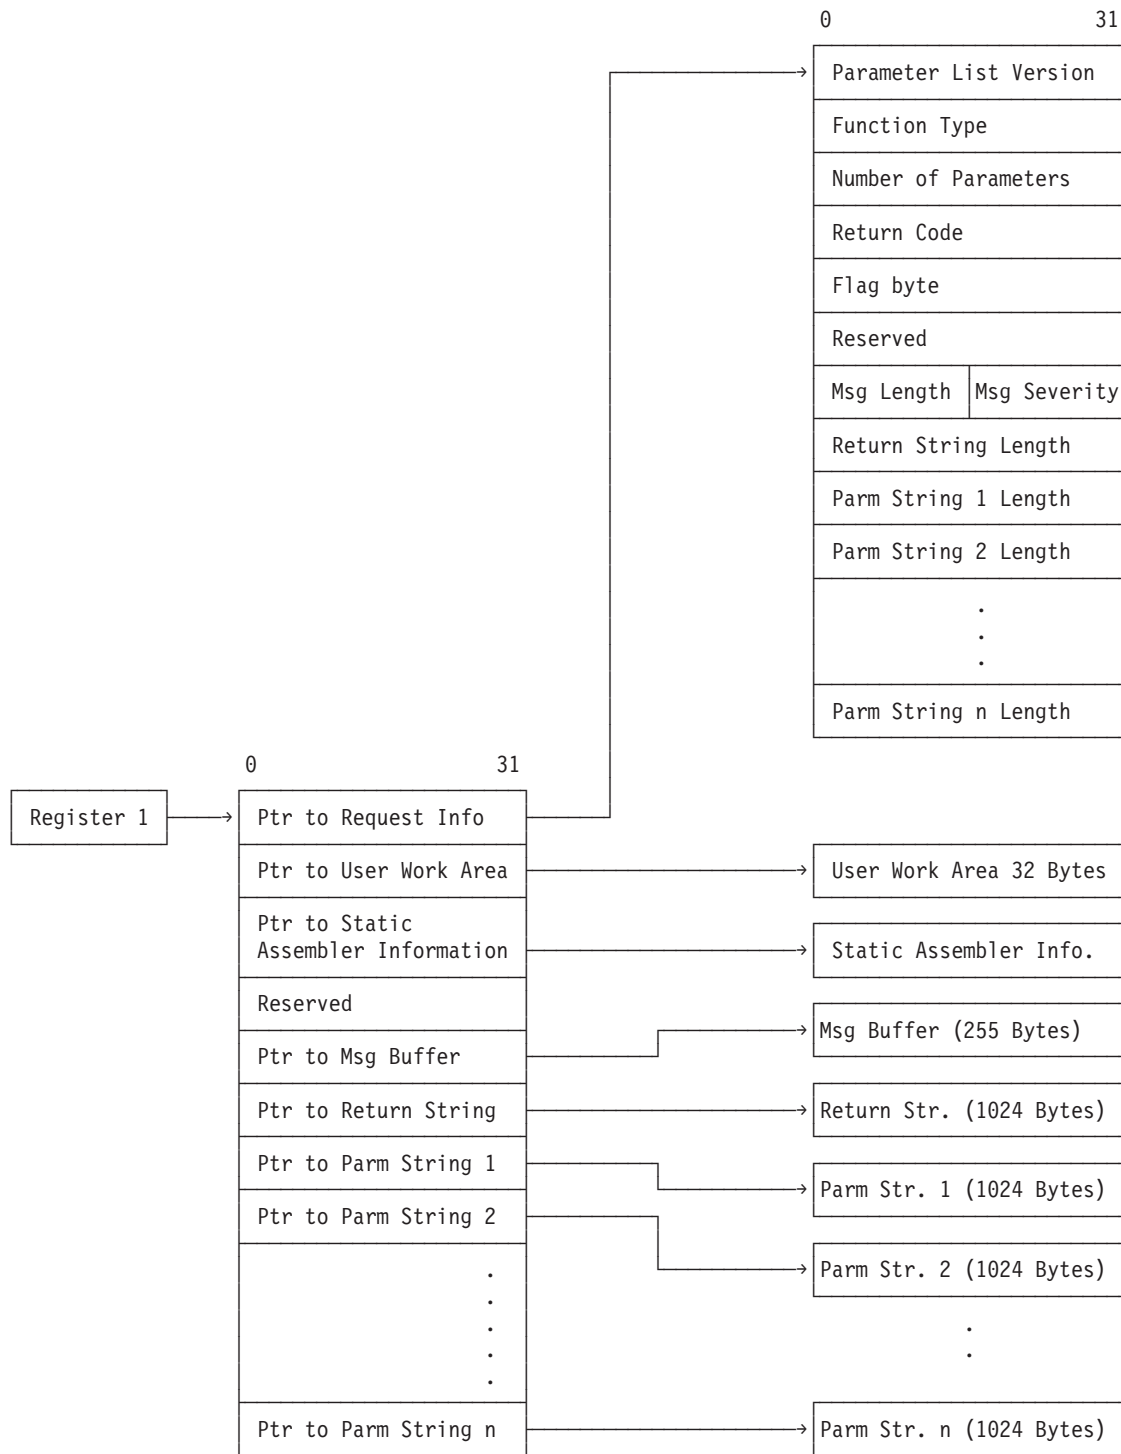 0 31
Parameter List Version
Function Type
Number of Parameters
Return Code
Flag byte
Reserved
Msg Length Msg Severity
Return String Length
Parm String 1 Length
Parm String 2 Length
.
.
.
Parm String n Length
0 31
Register 1 Ptr to Request Info
Ptr to User Work Area User Work Area 32 Bytes
Ptr to Static
Assembler Information Static Assembler Info.
Reserved
Msg Buffer (255 Bytes)
Ptr to Msg Buffer
Ptr to Return String Return Str. (1024 Bytes)
Ptr to Parm String 1
Parm Str. 1 (1024 Bytes)
Ptr to Parm String 2
Parm Str. 2 (1024 Bytes)
.
.
. .
. .
.
Ptr to Parm String n Parm Str. n (1024 Bytes)